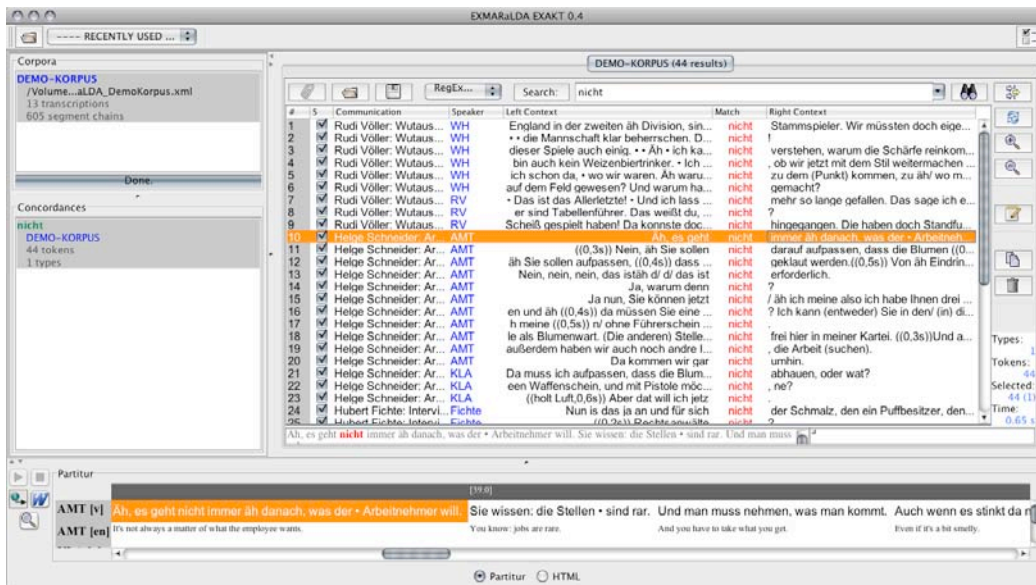 EXMARaLDA EXAKT 0.4
---- RECENTLY USED ...
Corpora
DEMO-KORPUS
/Volume...aLDA_DemoKorpus.xml
13 transcriptions
605 segment chains
Done.
Concordances
nicht
DEMO-KORPUS
44 tokens
1 types
DEMO-KORPUS (44 results)
RegEx... Search: nicht
# S Communication Speaker Left Context Match Right Context
1 Rudi Völler: Wutaus... WH England in der zweiten äh Division, sin... nicht Stammspieler. Wir müssten doch eige...
2 Rudi Völler: Wutaus... WH • • die Mannschaft klar beherrschen. D... nicht !
3 Rudi Völler: Wutaus... WH dieser Spiele auch einig. • • Äh • ich ka... nicht verstehen, warum die Schärfe reinkom...
4 Rudi Völler: Wutaus... WH bin auch kein Weizenbiertrinker. • Ich ... nicht , ob wir jetzt mit dem Stil weitermachen ...
5 Rudi Völler: Wutaus... WH ich schon da, • wo wir waren. Äh waru... nicht zu dem (Punkt) kommen, zu äh/ wo m...
6 Rudi Völler: Wutaus... WH auf dem Feld gewesen? Und warum ha... nicht gemacht?
7 Rudi Völler: Wutaus... RV • Das ist das Allerletzte! • Und ich lass ... nicht mehr so lange gefallen. Das sage ich e...
8 Rudi Völler: Wutaus... RV er sind Tabellenführer. Das weißt du, ... nicht ?
9 Rudi Völler: Wutaus... RV Scheiß gespielt haben! Da konnste doc... nicht hingegangen. Die haben doch Standfu...
10 Helge Schneider: Ar... AMT Äh, es geht nicht immer äh danach, was der • Arbeitneh...
11 Helge Schneider: Ar... AMT ((0,3s)) Nein, äh Sie sollen nicht darauf aufpassen, dass die Blumen ((0...
12 Helge Schneider: Ar... AMT äh Sie sollen aufpassen, ((0,4s)) dass ... nicht geklaut werden.((0,5s)) Von äh Eindrin...
13 Helge Schneider: Ar... AMT Nein, nein, nein, das istäh d/ d/ das ist nicht erforderlich.
14 Helge Schneider: Ar... AMT Ja, warum denn nicht ?
15 Helge Schneider: Ar... AMT Ja nun, Sie können jetzt nicht / äh ich meine also ich habe Ihnen drei ...
16 Helge Schneider: Ar... AMT en und äh ((0,4s)) da müssen Sie eine ... nicht ? Ich kann (entweder) Sie in den/ (in) di...
17 Helge Schneider: Ar... AMT h meine ((0,5s)) n/ ohne Führerschein ... nicht .
18 Helge Schneider: Ar... AMT le als Blumenwart. (Die anderen) Stelle... nicht frei hier in meiner Kartei. ((0,3s))Und a...
19 Helge Schneider: Ar... AMT außerdem haben wir auch noch andre I... nicht , die Arbeit (suchen).
20 Helge Schneider: Ar... AMT Da kommen wir gar nicht umhin.
21 Helge Schneider: Ar... KLA Da muss ich aufpassen, dass die Blum... nicht abhauen, oder wat?
22 Helge Schneider: Ar... KLA een Waffenschein, und mit Pistole möc... nicht , ne?
23 Helge Schneider: Ar... KLA ((holt Luft,0,6s)) Aber dat will ich jetz nicht .
24 Hubert Fichte: Intervi... Fichte Nun is das ja an und für sich nicht der Schmalz, den ein Puffbesitzer, den...
25 Hubert Fichte: Intervi... Fichte ((0,2s)) Rechtsanwälte nicht ?
Types:
1
Tokens:
44
Selected:
44 (1)
Time:
0.65 s
Äh, es geht nicht immer äh danach, was der • Arbeitnehmer will. Sie wissen: die Stellen • sind rar. Und man muss
Partitur
[39.0]
AMT [v] Äh, es geht nicht immer äh danach, was der • Arbeitnehmer will. Sie wissen: die Stellen • sind rar. Und man muss nehmen, was man kommt. Auch wenn es stinkt da
AMT [en] It's not always a matter of what the employee wants. You know: jobs are rare. And you have to take what you get. Even if it's a bit smelly.
Partitur HTML